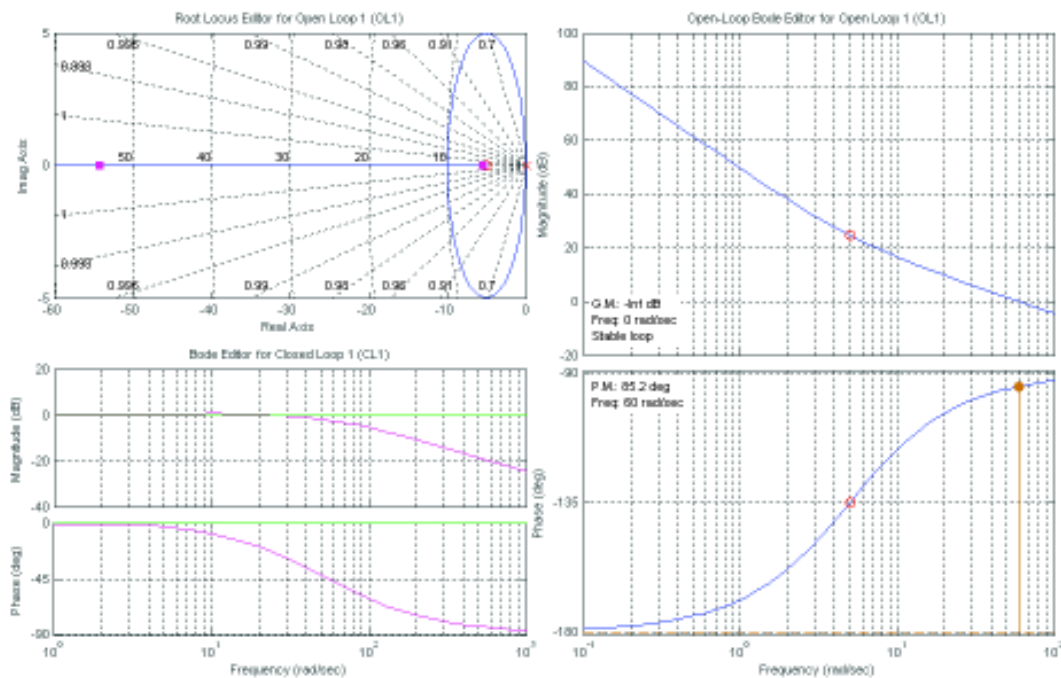 Root Locus Editor for Open Loop 1 (OL1)
5
0.995 0.99 0.98 0.96 0.91 0.7
0.998
1
50 40 30 20 10
0
1
0.998
0.995 0.99 0.98 0.96 0.91 0.7
-5
-60 -50 -40 -30 -20 -10 0
Real Axis
Imag Axis
Open-Loop Bode Editor for Open Loop 1 (OL1)
100
80
60
40
20
0
-20
Magnitude (dB)
G.M.: -Inf dB
Freq: 0 rad/sec
Stable loop
Bode Editor for Closed Loop 1 (CL1)
20
0
-20
-40
Magnitude (dB)
0
-45
-90
Phase (deg)
10^0 10^1 10^2 10^3
Frequency (rad/sec)
-90
P.M.: 85.2 deg
Freq: 60 rad/sec
-135
-180
Phase (deg)
10^-1 10^0 10^1 10^2
Frequency (rad/sec)